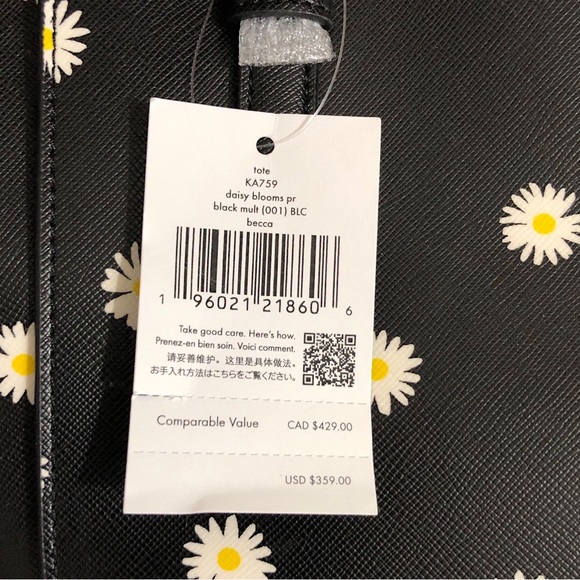 tote
KA759
daisy blooms pr
black mult (001) BLC
becca
1 96021 21860 6
Take good care. Here's how.
Prenez-en bien soin. Voici comment.
请妥善维护。这里是具体做法。
お手入れ方法はこちらをご覧ください。
Comparable Value CAD $429.00
USD $359.00